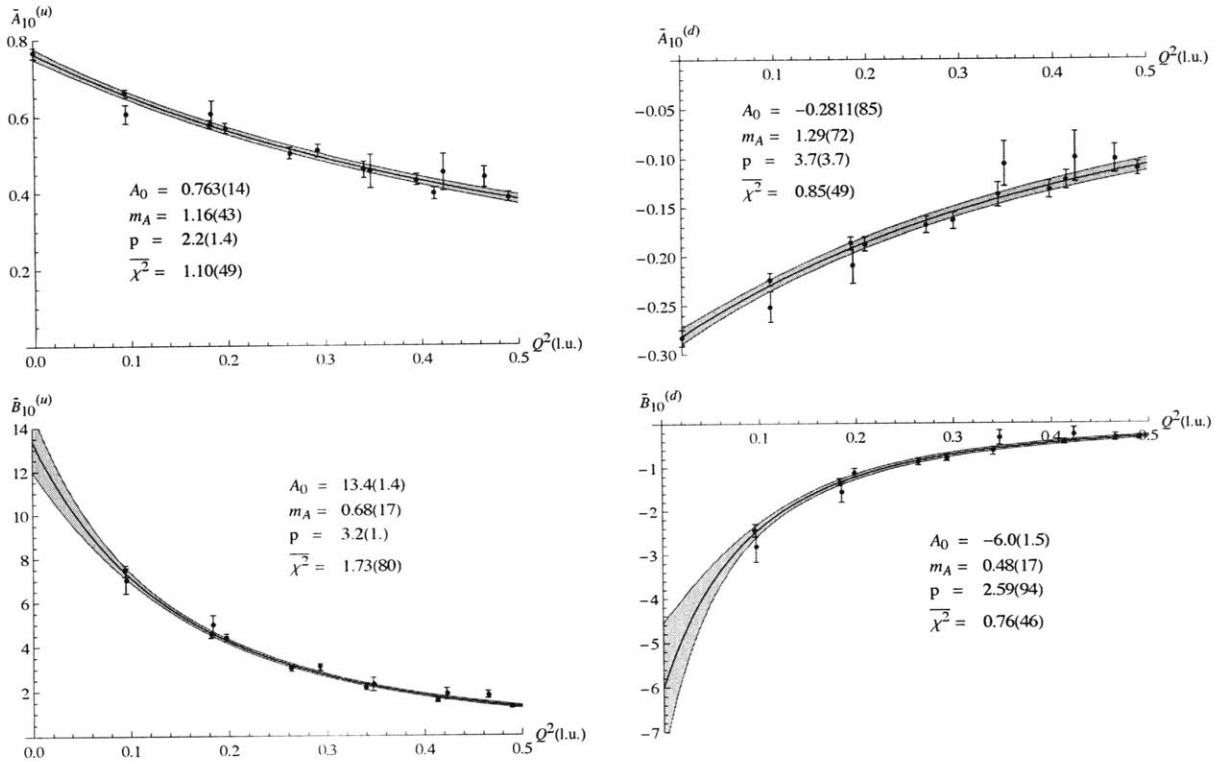 Ā₁₀⁽ᵘ⁾
0.8
0.6
0.4
0.2
A₀ = 0.763(14)
m_A = 1.16(43)
p = 2.2(1.4)
χ² = 1.10(49)
0.0 0.1 0.2 0.3 0.4 0.5
Q²(l.u.)
Ã₁₀⁽ᵈ⁾
0.1 0.2 0.3 0.4 0.5
Q²(l.u.)
−0.05
−0.10
−0.15
−0.20
−0.25
−0.30
A₀ = −0.2811(85)
m_A = 1.29(72)
p = 3.7(3.7)
χ² = 0.85(49)
B̃₁₀⁽ᵘ⁾
14
12
10
8
6
4
2
A₀ = 13.4(1.4)
m_A = 0.68(17)
p = 3.2(1.)
χ² = 1.73(80)
0.0 0.1 0.2 0.3 0.4 0.5
Q²(l.u.)
B̃₁₀⁽ᵈ⁾
0.1 0.2 0.3 0.4 0.5
Q²(l.u.)
−1
−2
−3
−4
−5
−6
−7
A₀ = −6.0(1.5)
m_A = 0.48(17)
p = 2.59(94)
χ² = 0.76(46)